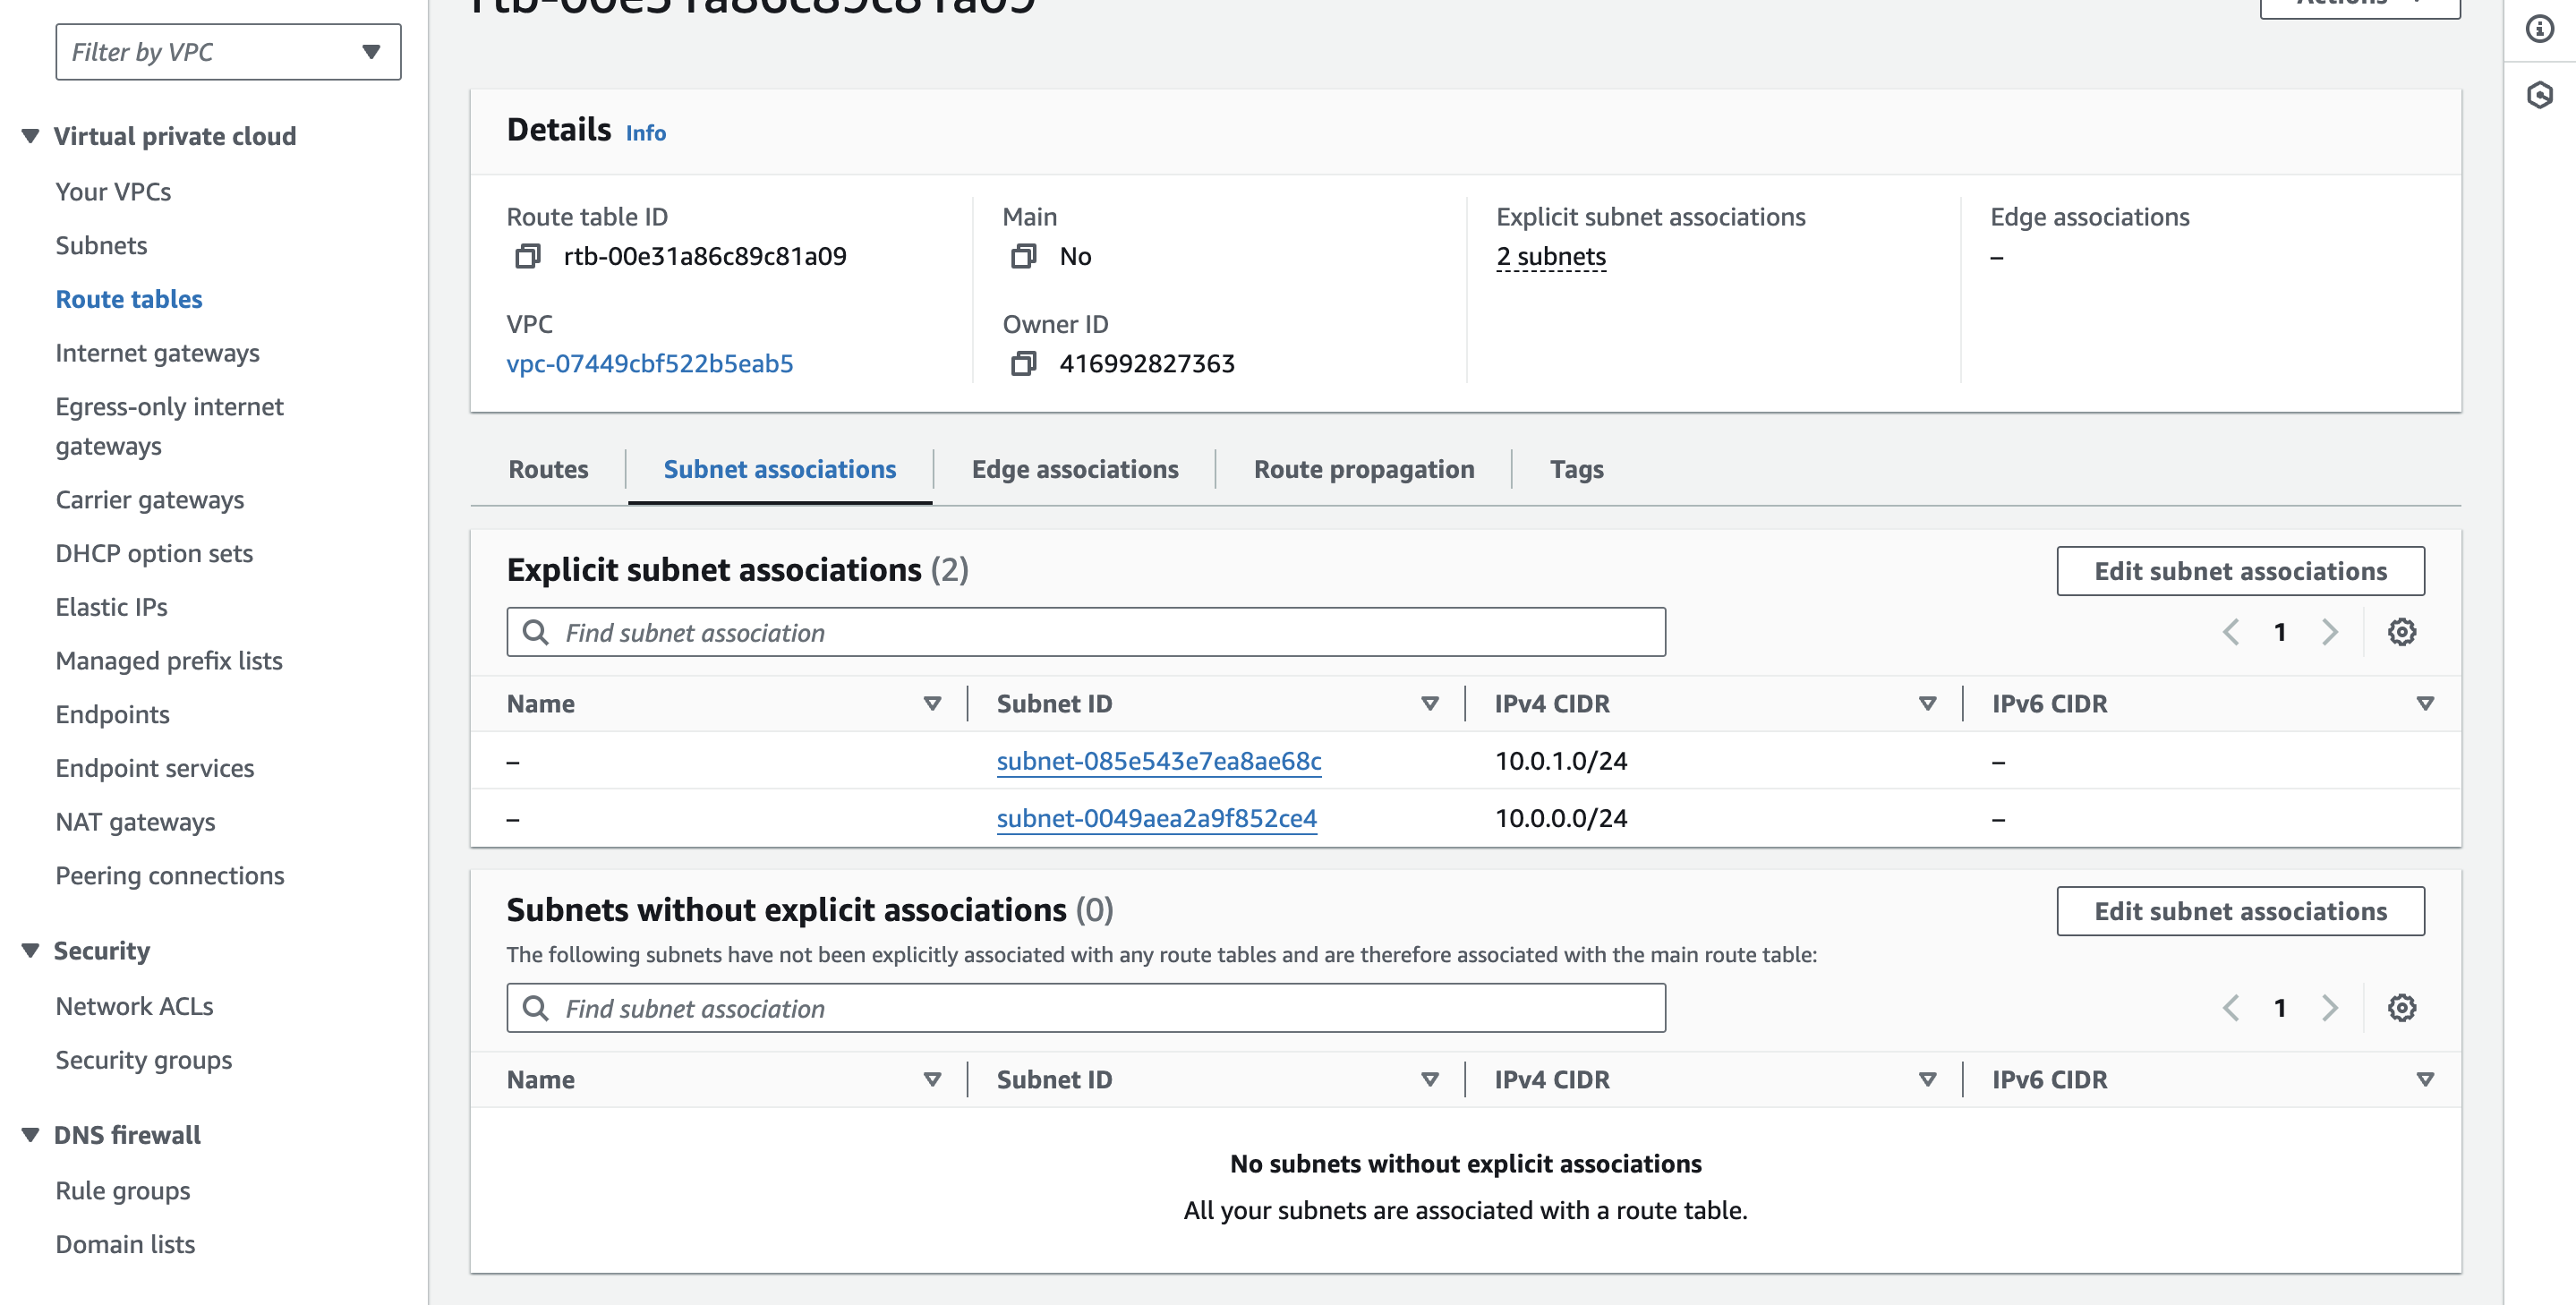 rtb-00e31a86c89c81a09
Actions
Filter by VPC
Virtual private cloud
Your VPCs
Subnets
Route tables
Internet gateways
Egress-only internet
gateways
Carrier gateways
DHCP option sets
Elastic IPs
Managed prefix lists
Endpoints
Endpoint services
NAT gateways
Peering connections
Security
Network ACLs
Security groups
DNS firewall
Rule groups
Domain lists
Details Info
Route table ID
rtb-00e31a86c89c81a09
Main
No
Explicit subnet associations
2 subnets
Edge associations
–
VPC
vpc-07449cbf522b5eab5
Owner ID
416992827363
Routes Subnet associations Edge associations Route propagation Tags
Explicit subnet associations (2)
Edit subnet associations
Find subnet association
1
Name Subnet ID IPv4 CIDR IPv6 CIDR
– subnet-085e543e7ea8ae68c 10.0.1.0/24 –
– subnet-0049aea2a9f852ce4 10.0.0.0/24 –
Subnets without explicit associations (0)
Edit subnet associations
The following subnets have not been explicitly associated with any route tables and are therefore associated with the main route table:
Find subnet association
1
Name Subnet ID IPv4 CIDR IPv6 CIDR
No subnets without explicit associations
All your subnets are associated with a route table.